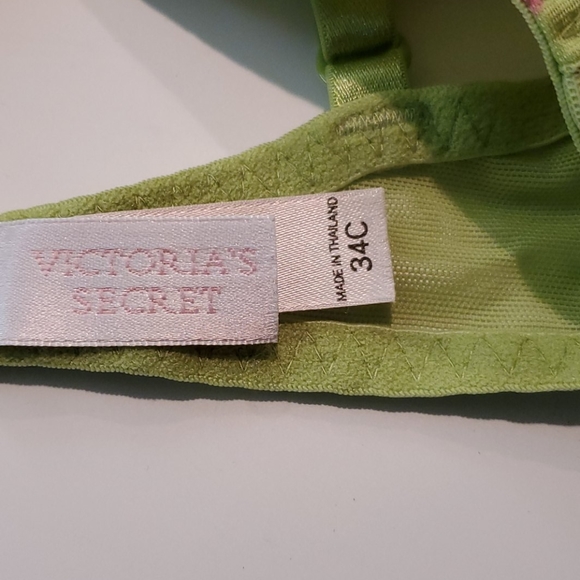 VICTORIA'S
SECRET
MADE IN THAILAND
34C